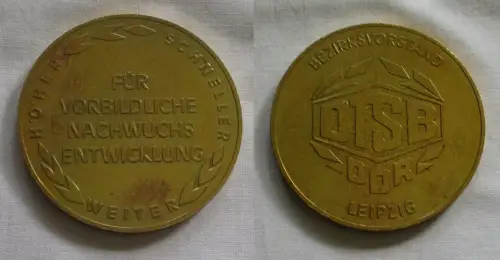 HÖHER SCHNELLER
FÜR
VORBILDLICHE
NACHWUCHS
ENTWICKLUNG
WEITER
BEZIRKSVORSTAND
DTSB
DDR
LEIPZIG